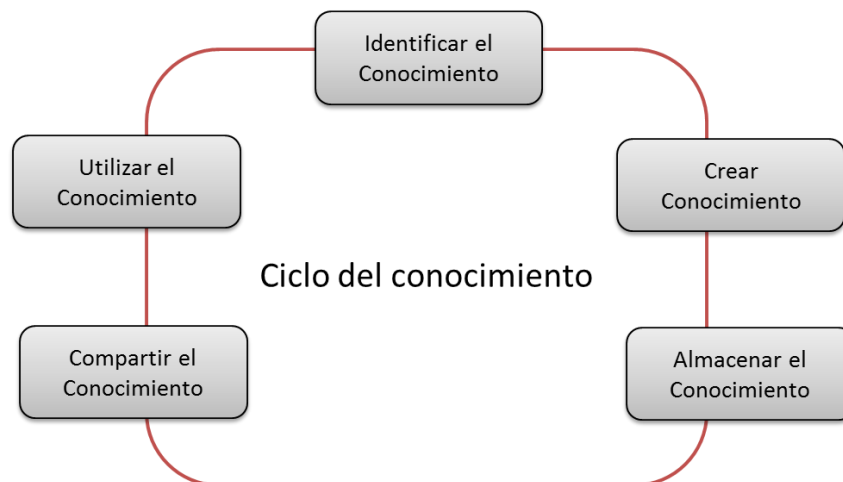 Identificar el
Conocimiento
Utilizar el
Conocimiento
Crear
Conocimiento
Ciclo del conocimiento
Compartir el
Conocimiento
Almacenar el
Conocimiento